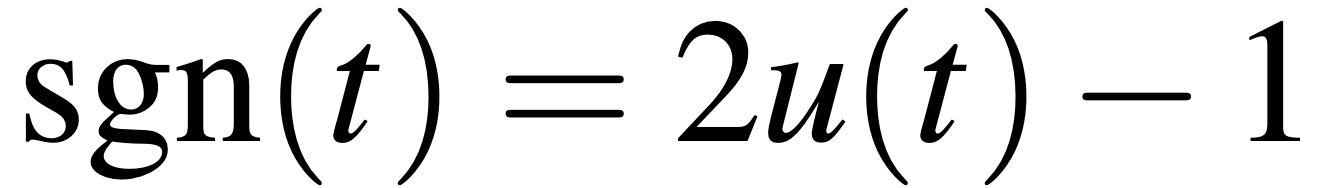 sgn(t) = 2u(t) − 1